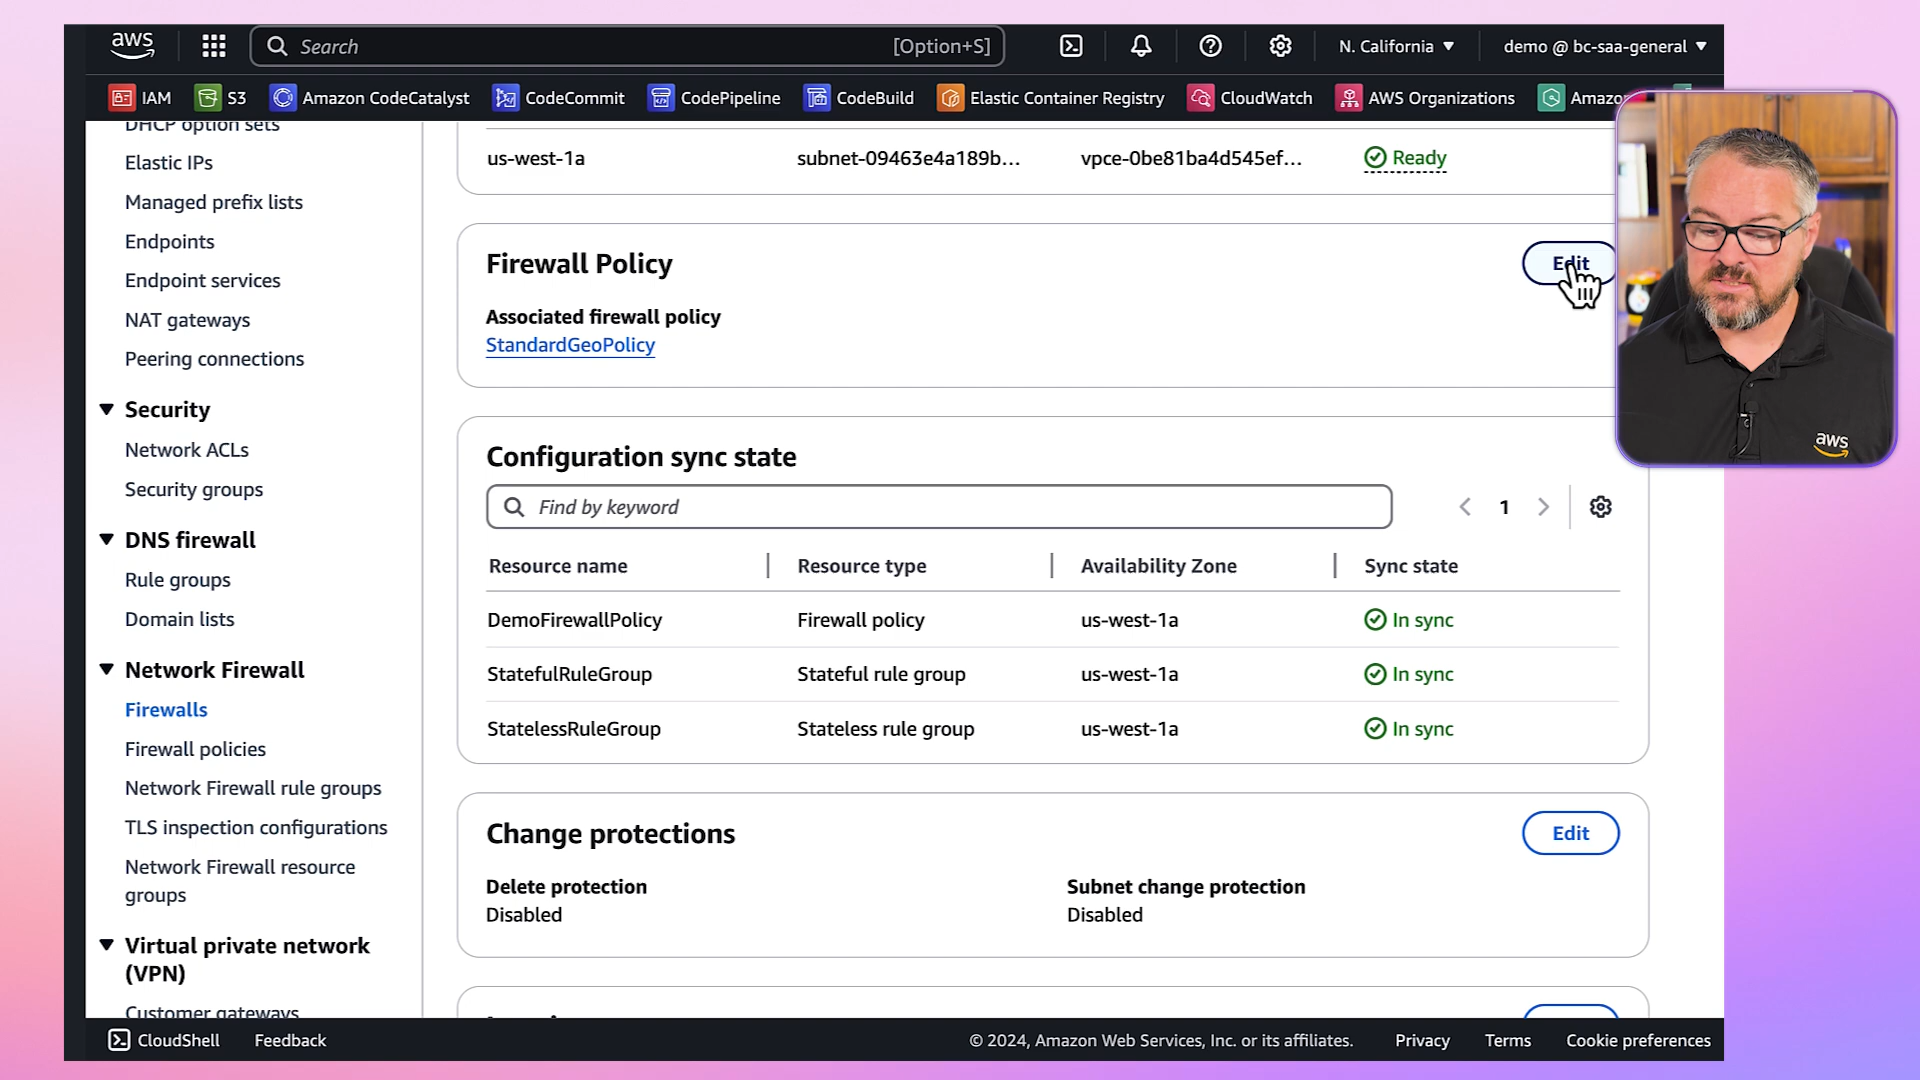 aws
Search [Option+S]
N. California
demo @ bc-saa-general
IAM
S3
Amazon CodeCatalyst
CodeCommit
CodePipeline
CodeBuild
Elastic Container Registry
CloudWatch
AWS Organizations
DHCP option sets
Elastic IPs
Managed prefix lists
Endpoints
Endpoint services
NAT gateways
Peering connections
Security
Network ACLs
Security groups
DNS firewall
Rule groups
Domain lists
Network Firewall
Firewalls
Firewall policies
Network Firewall rule groups
TLS inspection configurations
Network Firewall resource
groups
Virtual private network
(VPN)
Customer gateways
us-west-1a subnet-09463e4a189b... vpce-0be81ba4d545ef... Ready
Firewall Policy
Edit
Associated firewall policy
StandardGeoPolicy
Configuration sync state
Find by keyword
1
Resource name Resource type Availability Zone Sync state
DemoFirewallPolicy Firewall policy us-west-1a In sync
StatefulRuleGroup Stateful rule group us-west-1a In sync
StatelessRuleGroup Stateless rule group us-west-1a In sync
Change protections
Edit
Delete protection
Disabled
Subnet change protection
Disabled
aws
CloudShell
Feedback
© 2024, Amazon Web Services, Inc. or its affiliates.
Privacy
Terms
Cookie preferences